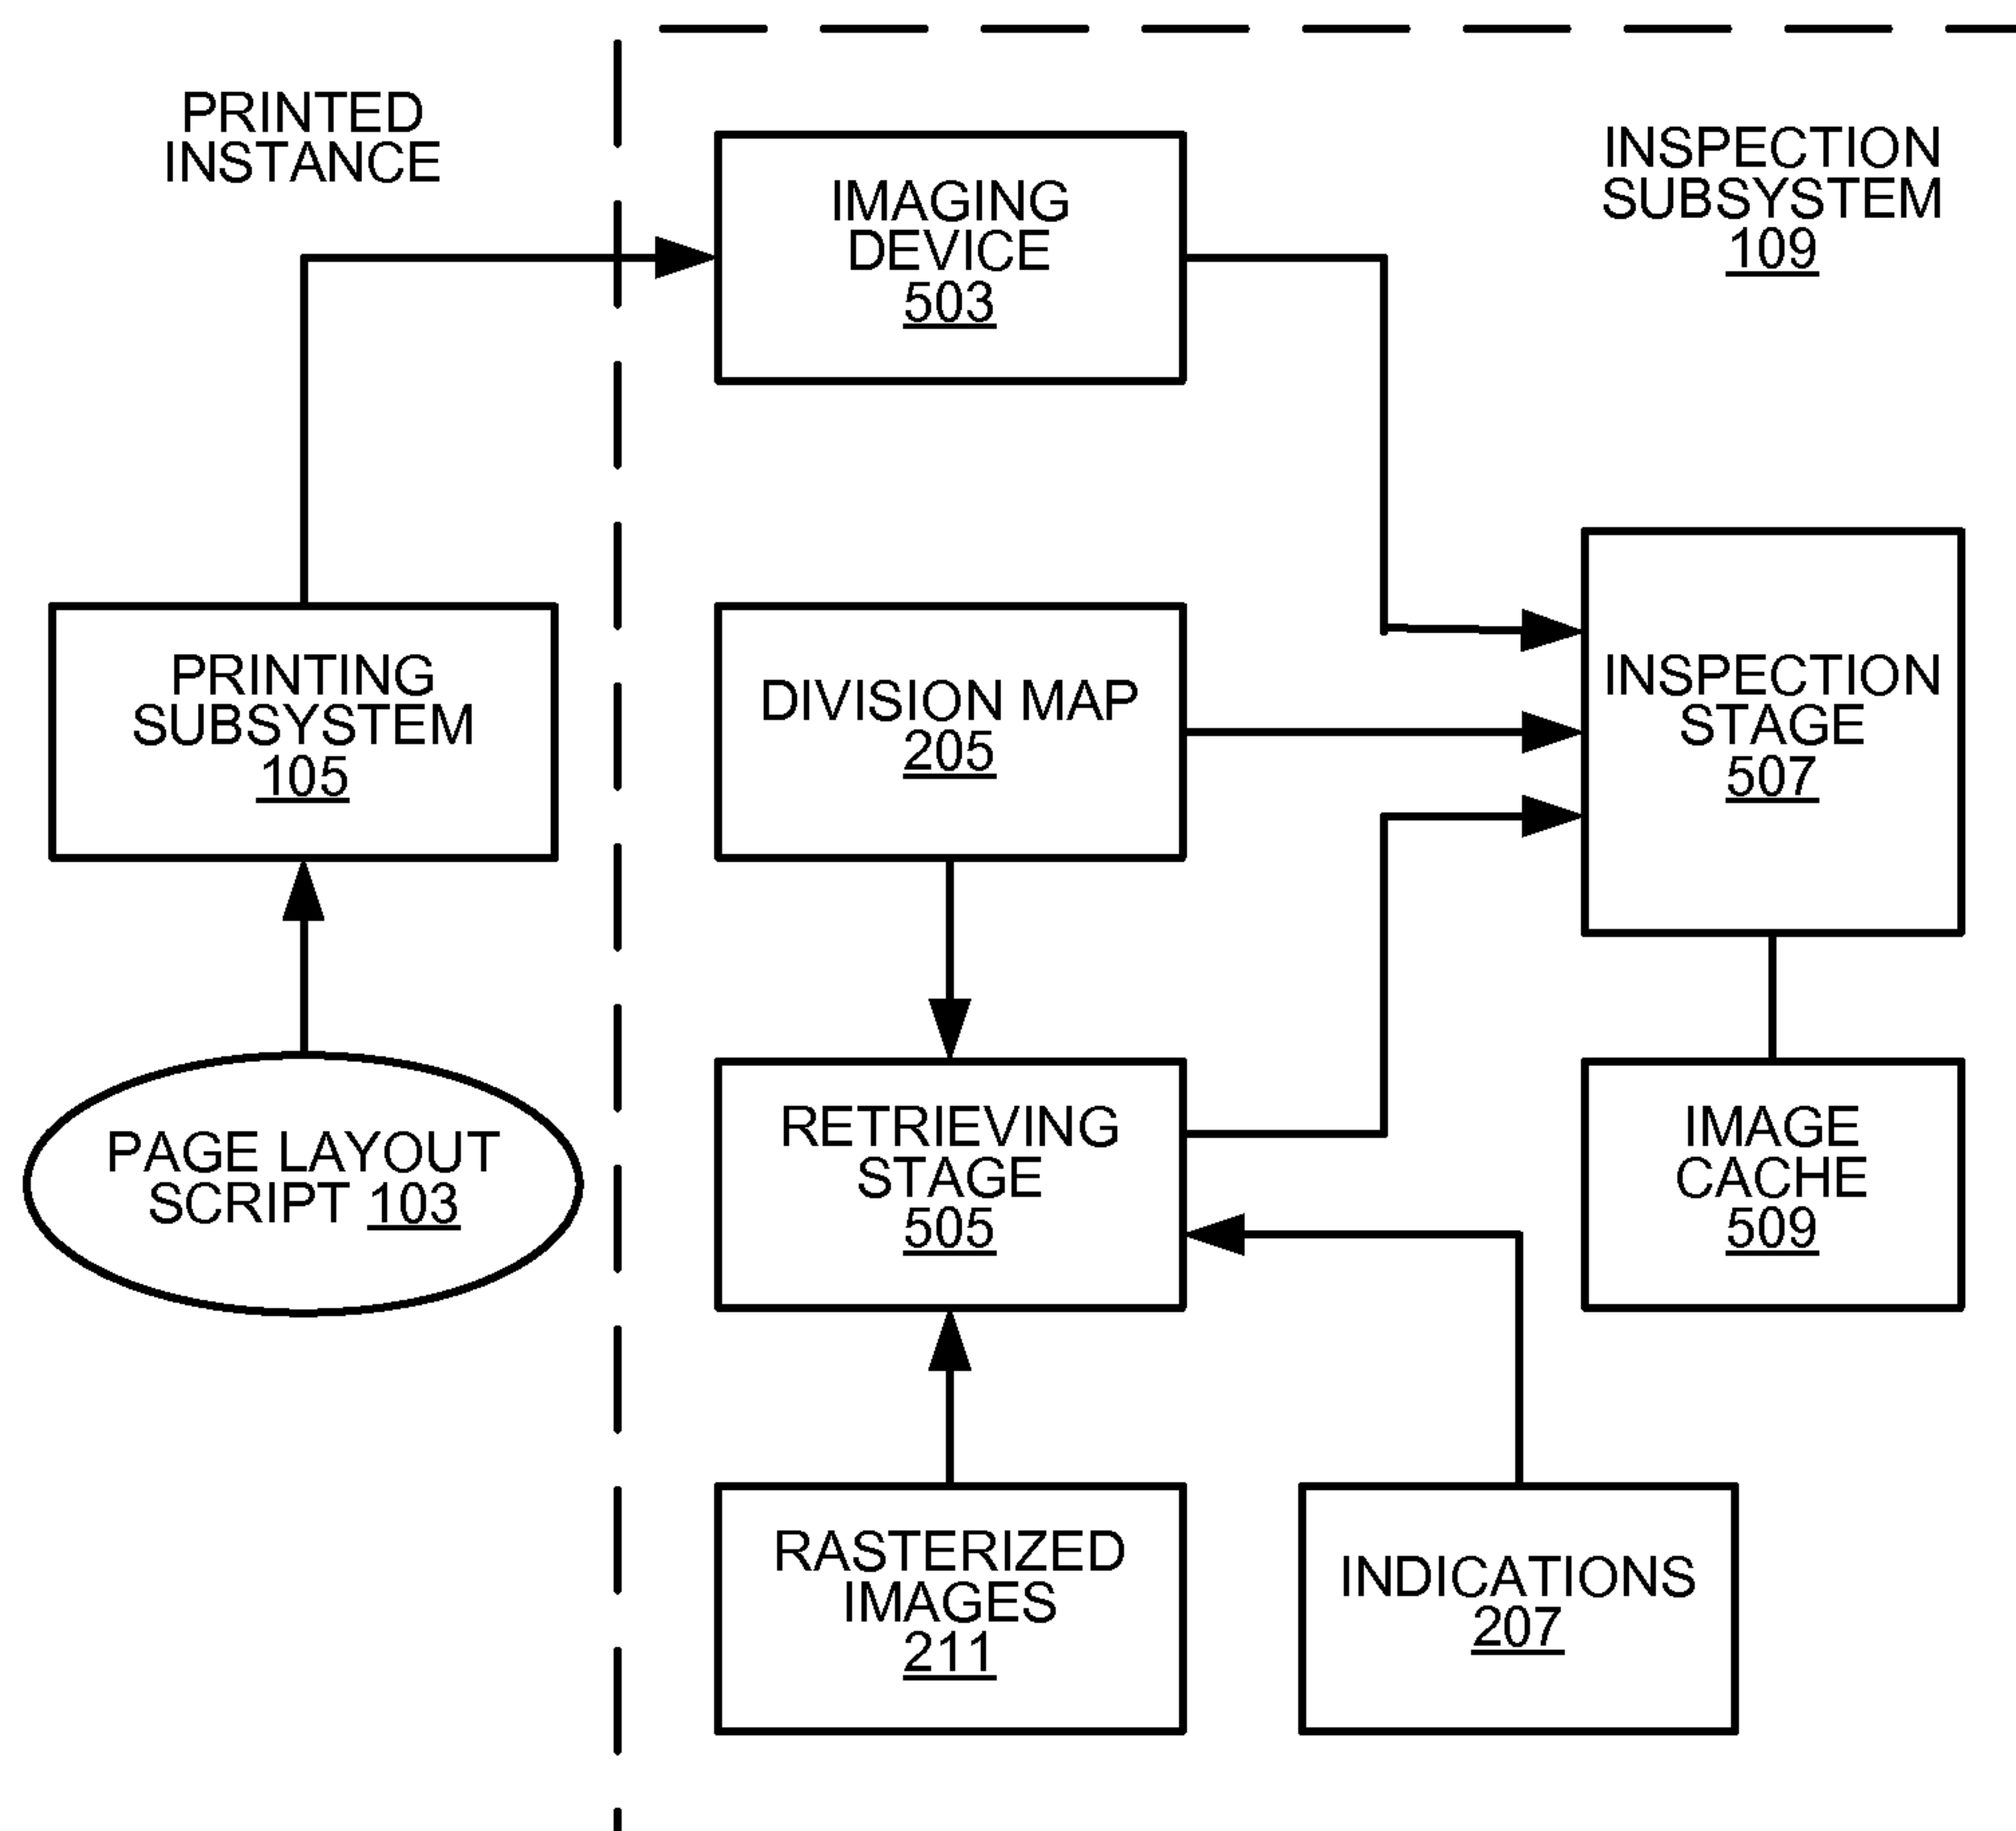 PRINTED
INSTANCE
IMAGING
DEVICE
503
INSPECTION
SUBSYSTEM
109
PRINTING
SUBSYSTEM
105
DIVISION MAP
205
INSPECTION
STAGE
507
PAGE LAYOUT
SCRIPT 103
RETRIEVING
STAGE
505
IMAGE
CACHE
509
RASTERIZED
IMAGES
211
INDICATIONS
207